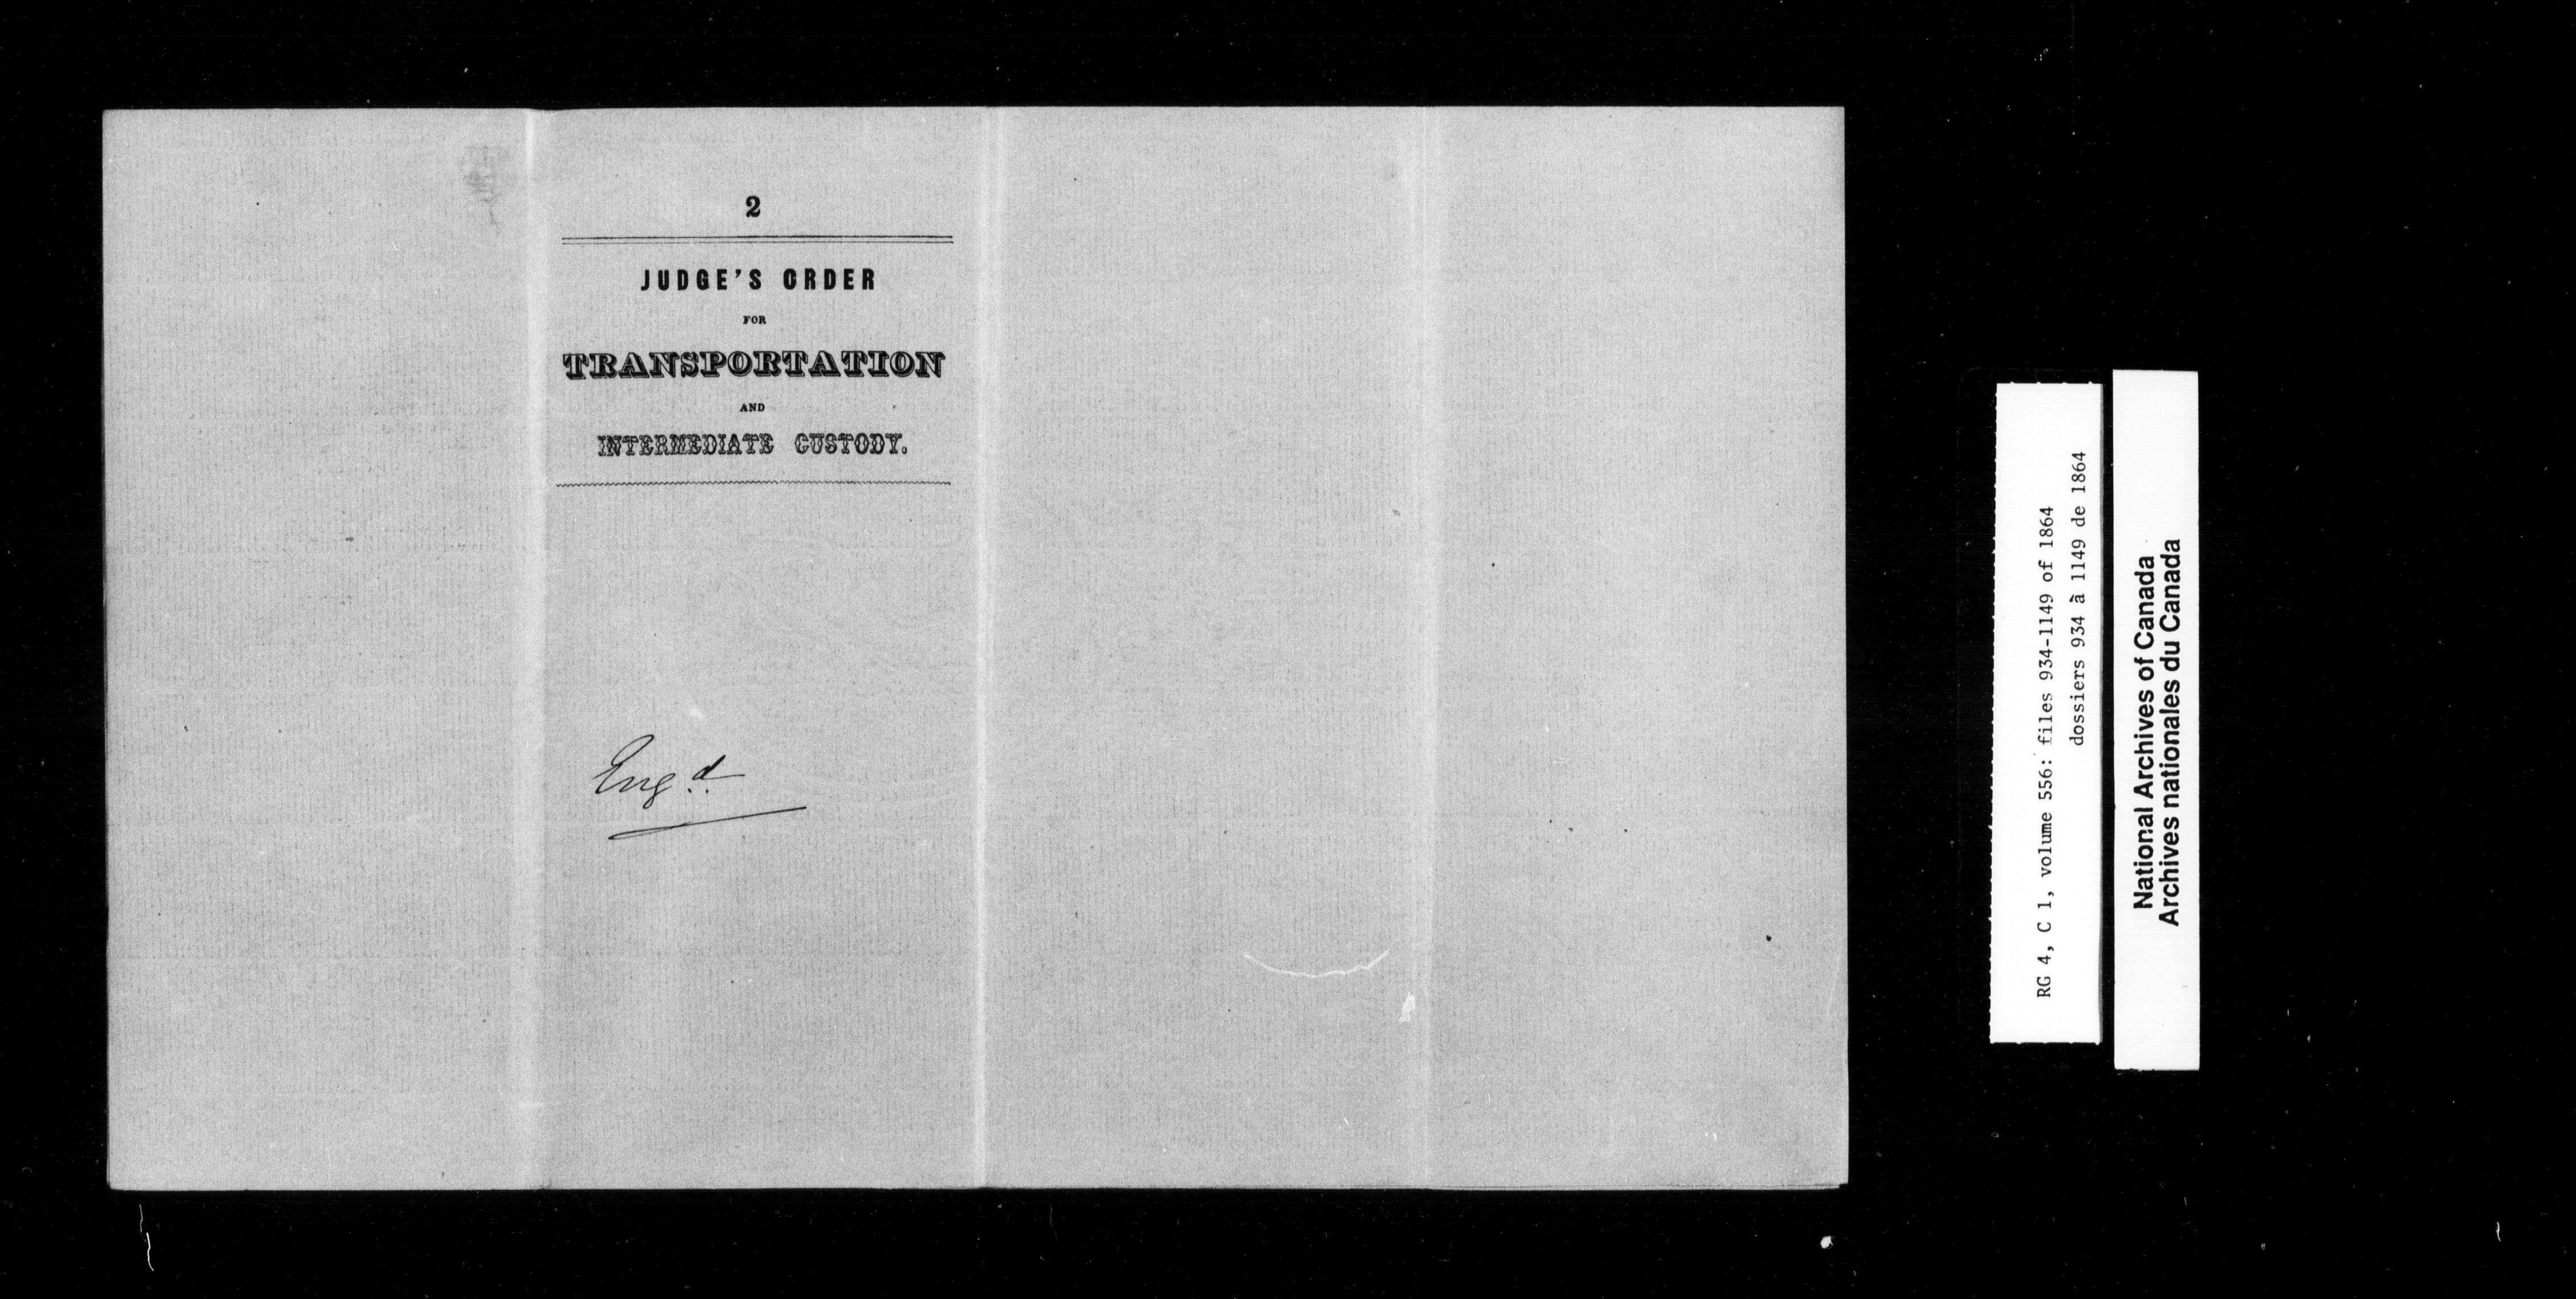 2
JUDGE'S ORDER
FOR
TRANSPORTATION
AND
INTERMEDIATE CUSTODY.
Engd.
RG 4, C 1, volume 556: files 934-1149 of 1864
dossiers 934 à 1149 de 1864
National Archives of Canada
Archives nationales du Canada